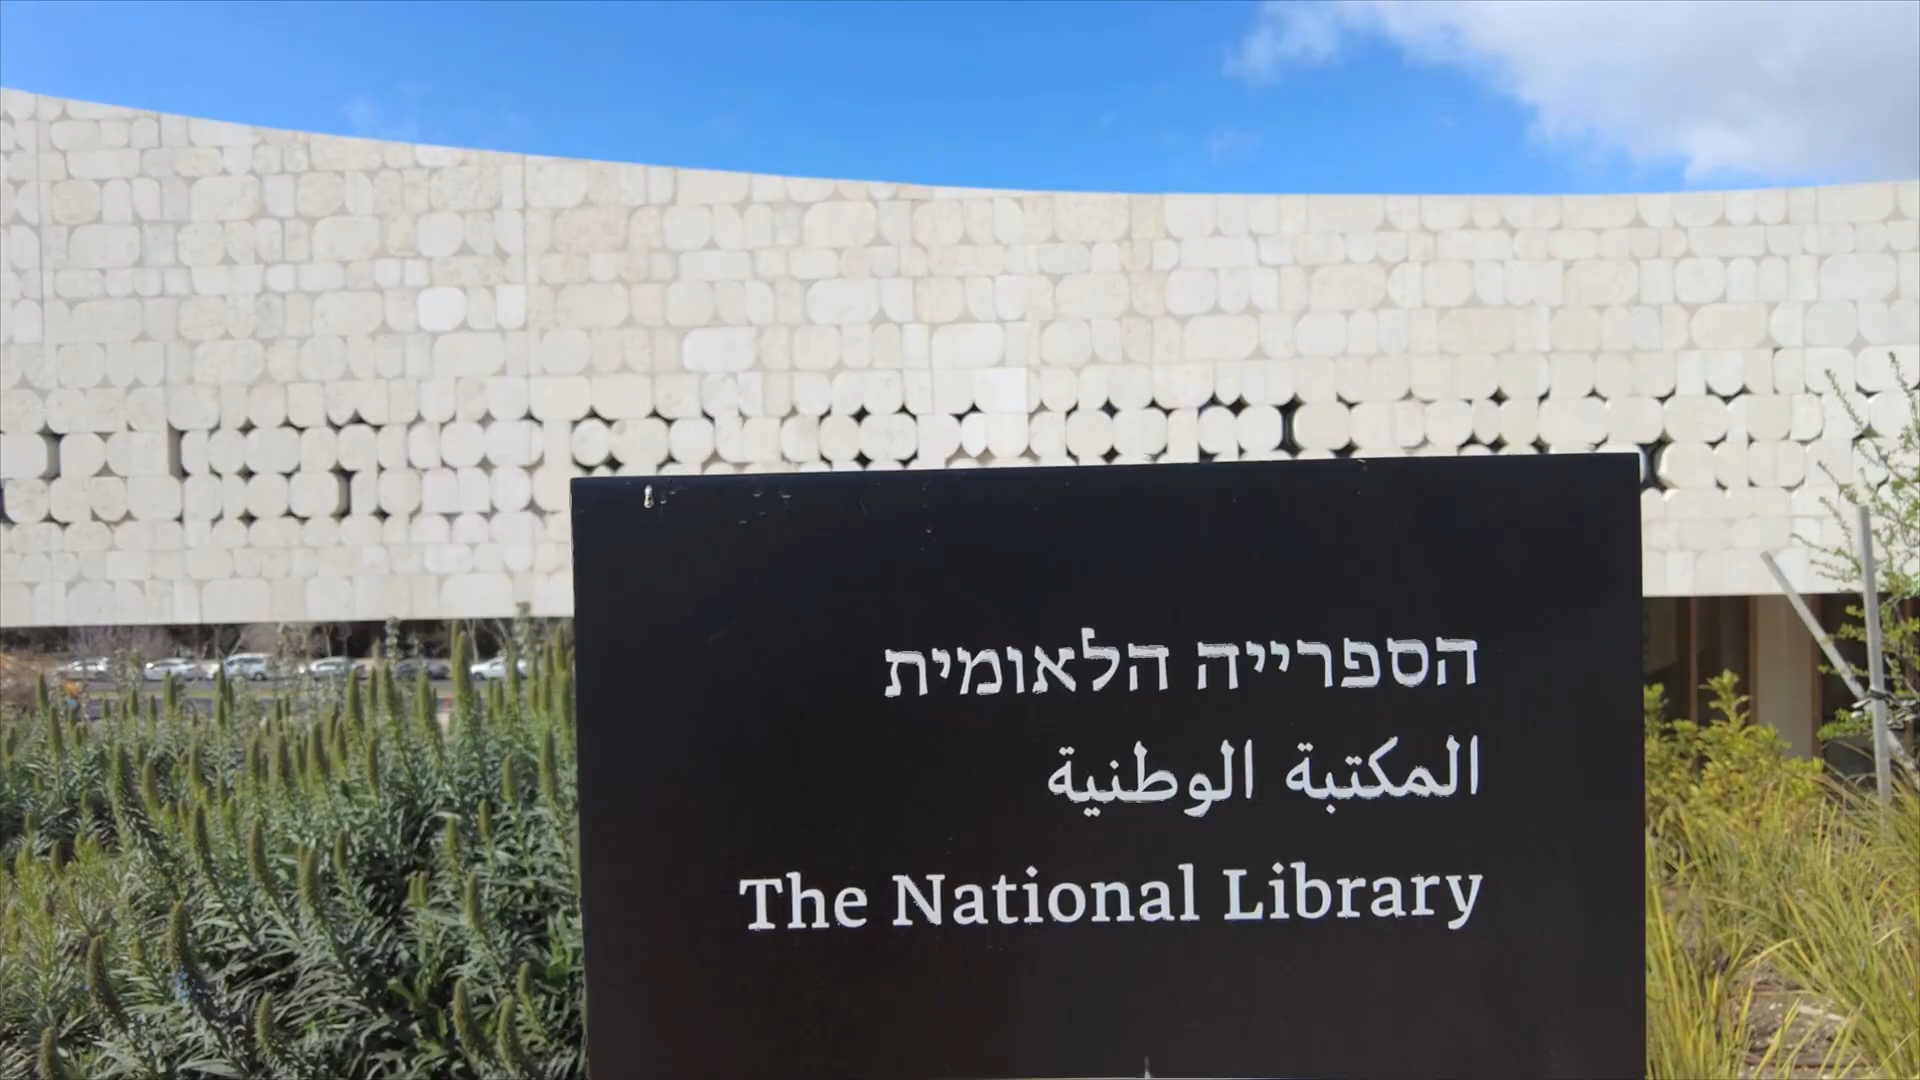 הספרייה הלאומית
المكتبة الوطنية
The National Library